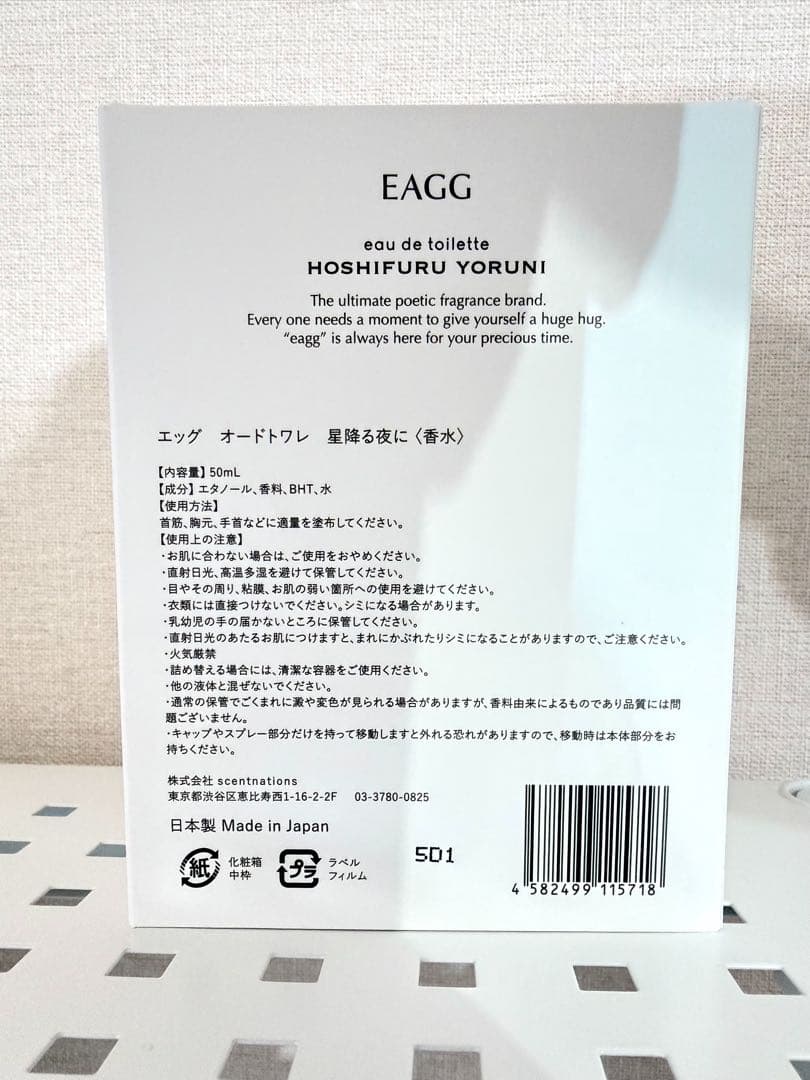 EAGG
eau de toilette
HOSHIFURU YORUNI
The ultimate poetic fragrance brand.
Every one needs a moment to give yourself a huge hug.
“eagg” is always here for your precious time.
エッグ　オードトワレ　星降る夜に〈香水〉
【内容量】50mL
【成分】エタノール、香料、BHT、水
【使用方法】
首筋、胸元、手首などに適量を塗布してください。
【使用上の注意】
・お肌に合わない場合は、ご使用をおやめください。
・直射日光、高温多湿を避けて保管してください。
・目やその周り、粘膜、お肌の弱い箇所への使用を避けてください。
・衣類には直接つけないでください。シミになる場合があります。
・乳幼児の手の届かないところに保管してください。
・直射日光のあたるお肌につけますと、まれにかぶれたりシミになることがありますので、ご注意ください。
・火気厳禁
・詰め替える場合には、清潔な容器をご使用ください。
・他の液体と混ぜないでください。
・通常の保管でごくまれに澱や変色が見られる場合がありますが、香料由来によるものであり品質には問
題ございません。
・キャップやスプレー部分だけを持って移動しますと外れる恐れがありますので、移動時は本体部分をお
持ちください。
株式会社 scentnations
東京都渋谷区恵比寿西1-16-2-2F　03-3780-0825
日本製 Made in Japan
紙 化粧箱
中枠
プラ ラベル
フィルム
5D1
4 582499 115718